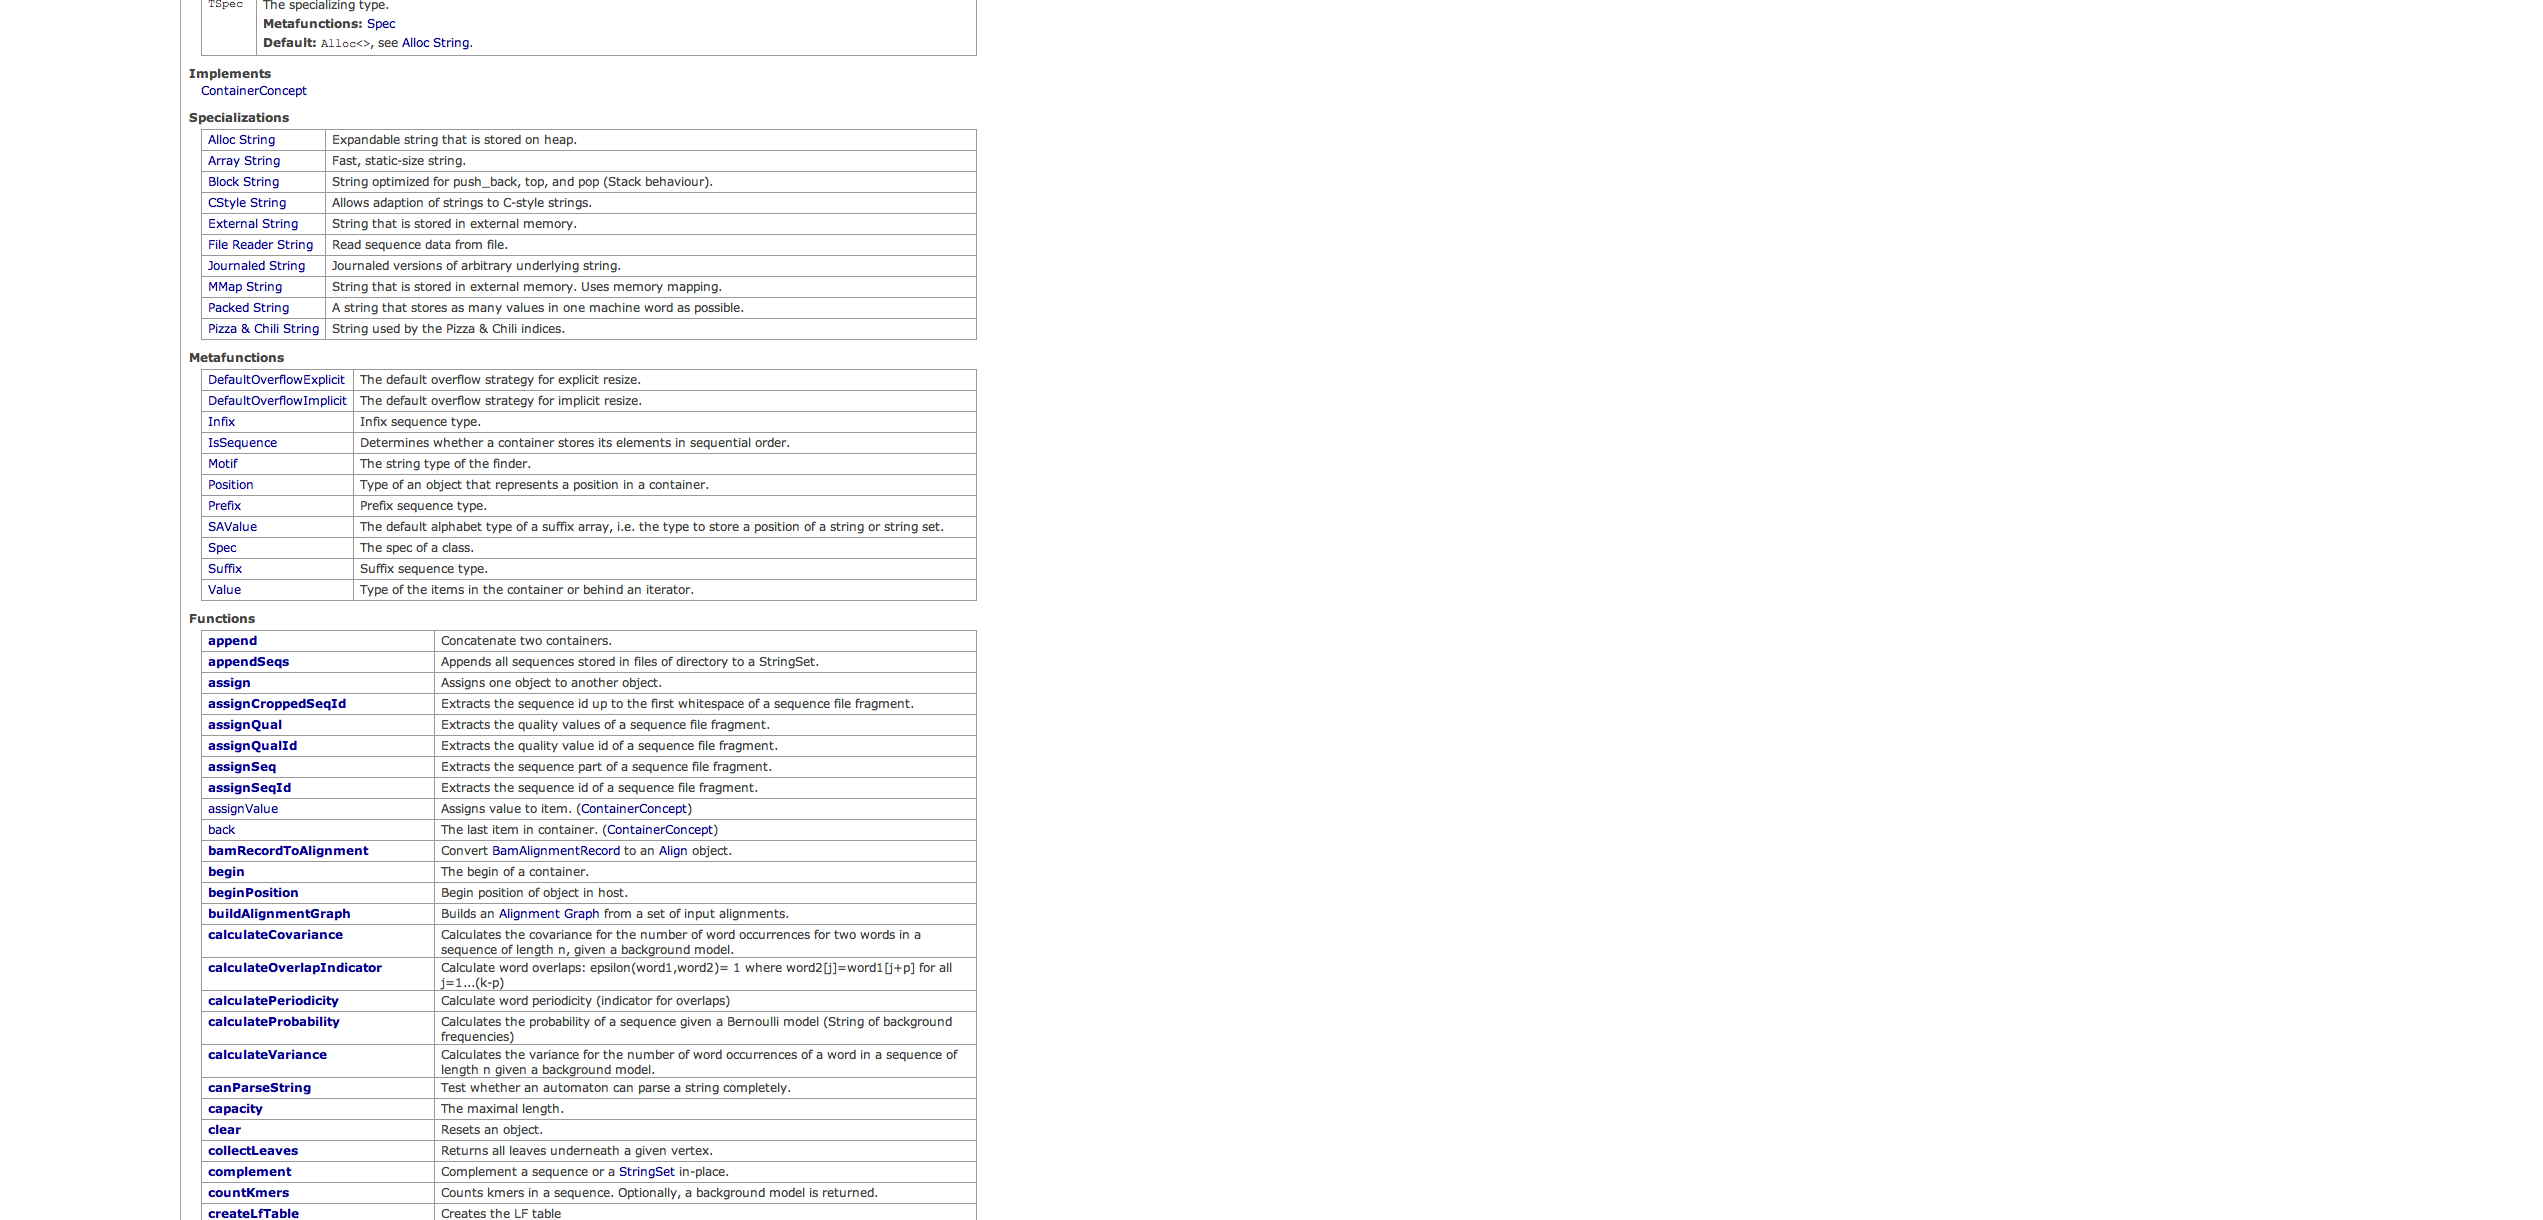 TSpec The specializing type.
Metafunctions: Spec
Default: Alloc<>, see Alloc String.
Implements
ContainerConcept
Specializations
Alloc String Expandable string that is stored on heap.
Array String Fast, static-size string.
Block String String optimized for push_back, top, and pop (Stack behaviour).
CStyle String Allows adaption of strings to C-style strings.
External String String that is stored in external memory.
File Reader String Read sequence data from file.
Journaled String Journaled versions of arbitrary underlying string.
MMap String String that is stored in external memory. Uses memory mapping.
Packed String A string that stores as many values in one machine word as possible.
Pizza & Chili String String used by the Pizza & Chili indices.
Metafunctions
DefaultOverflowExplicit The default overflow strategy for explicit resize.
DefaultOverflowImplicit The default overflow strategy for implicit resize.
Infix Infix sequence type.
IsSequence Determines whether a container stores its elements in sequential order.
Motif The string type of the finder.
Position Type of an object that represents a position in a container.
Prefix Prefix sequence type.
SAValue The default alphabet type of a suffix array, i.e. the type to store a position of a string or string set.
Spec The spec of a class.
Suffix Suffix sequence type.
Value Type of the items in the container or behind an iterator.
Functions
append Concatenate two containers.
appendSeqs Appends all sequences stored in files of directory to a StringSet.
assign Assigns one object to another object.
assignCroppedSeqId Extracts the sequence id up to the first whitespace of a sequence file fragment.
assignQual Extracts the quality values of a sequence file fragment.
assignQualId Extracts the quality value id of a sequence file fragment.
assignSeq Extracts the sequence part of a sequence file fragment.
assignSeqId Extracts the sequence id of a sequence file fragment.
assignValue Assigns value to item. (ContainerConcept)
back The last item in container. (ContainerConcept)
bamRecordToAlignment Convert BamAlignmentRecord to an Align object.
begin The begin of a container.
beginPosition Begin position of object in host.
buildAlignmentGraph Builds an Alignment Graph from a set of input alignments.
calculateCovariance Calculates the covariance for the number of word occurrences for two words in a
sequence of length n, given a background model.
calculateOverlapIndicator Calculate word overlaps: epsilon(word1,word2)= 1 where word2[j]=word1[j+p] for all
j=1...(k-p)
calculatePeriodicity Calculate word periodicity (indicator for overlaps)
calculateProbability Calculates the probability of a sequence given a Bernoulli model (String of background
frequencies)
calculateVariance Calculates the variance for the number of word occurrences of a word in a sequence of
length n given a background model.
canParseString Test whether an automaton can parse a string completely.
capacity The maximal length.
clear Resets an object.
collectLeaves Returns all leaves underneath a given vertex.
complement Complement a sequence or a StringSet in-place.
countKmers Counts kmers in a sequence. Optionally, a background model is returned.
createLfTable Creates the LF table